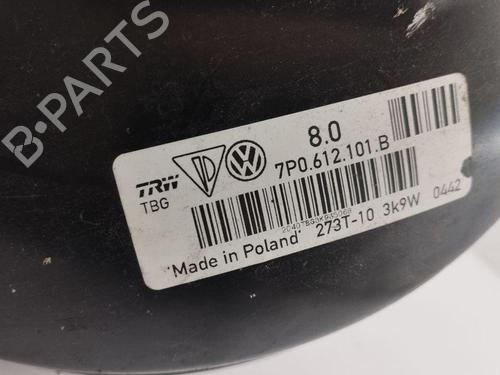 8.0
7P0.612.101.B
TRW
TBG
Made in Poland 273T-10 3k9W 0442
B-PARTS